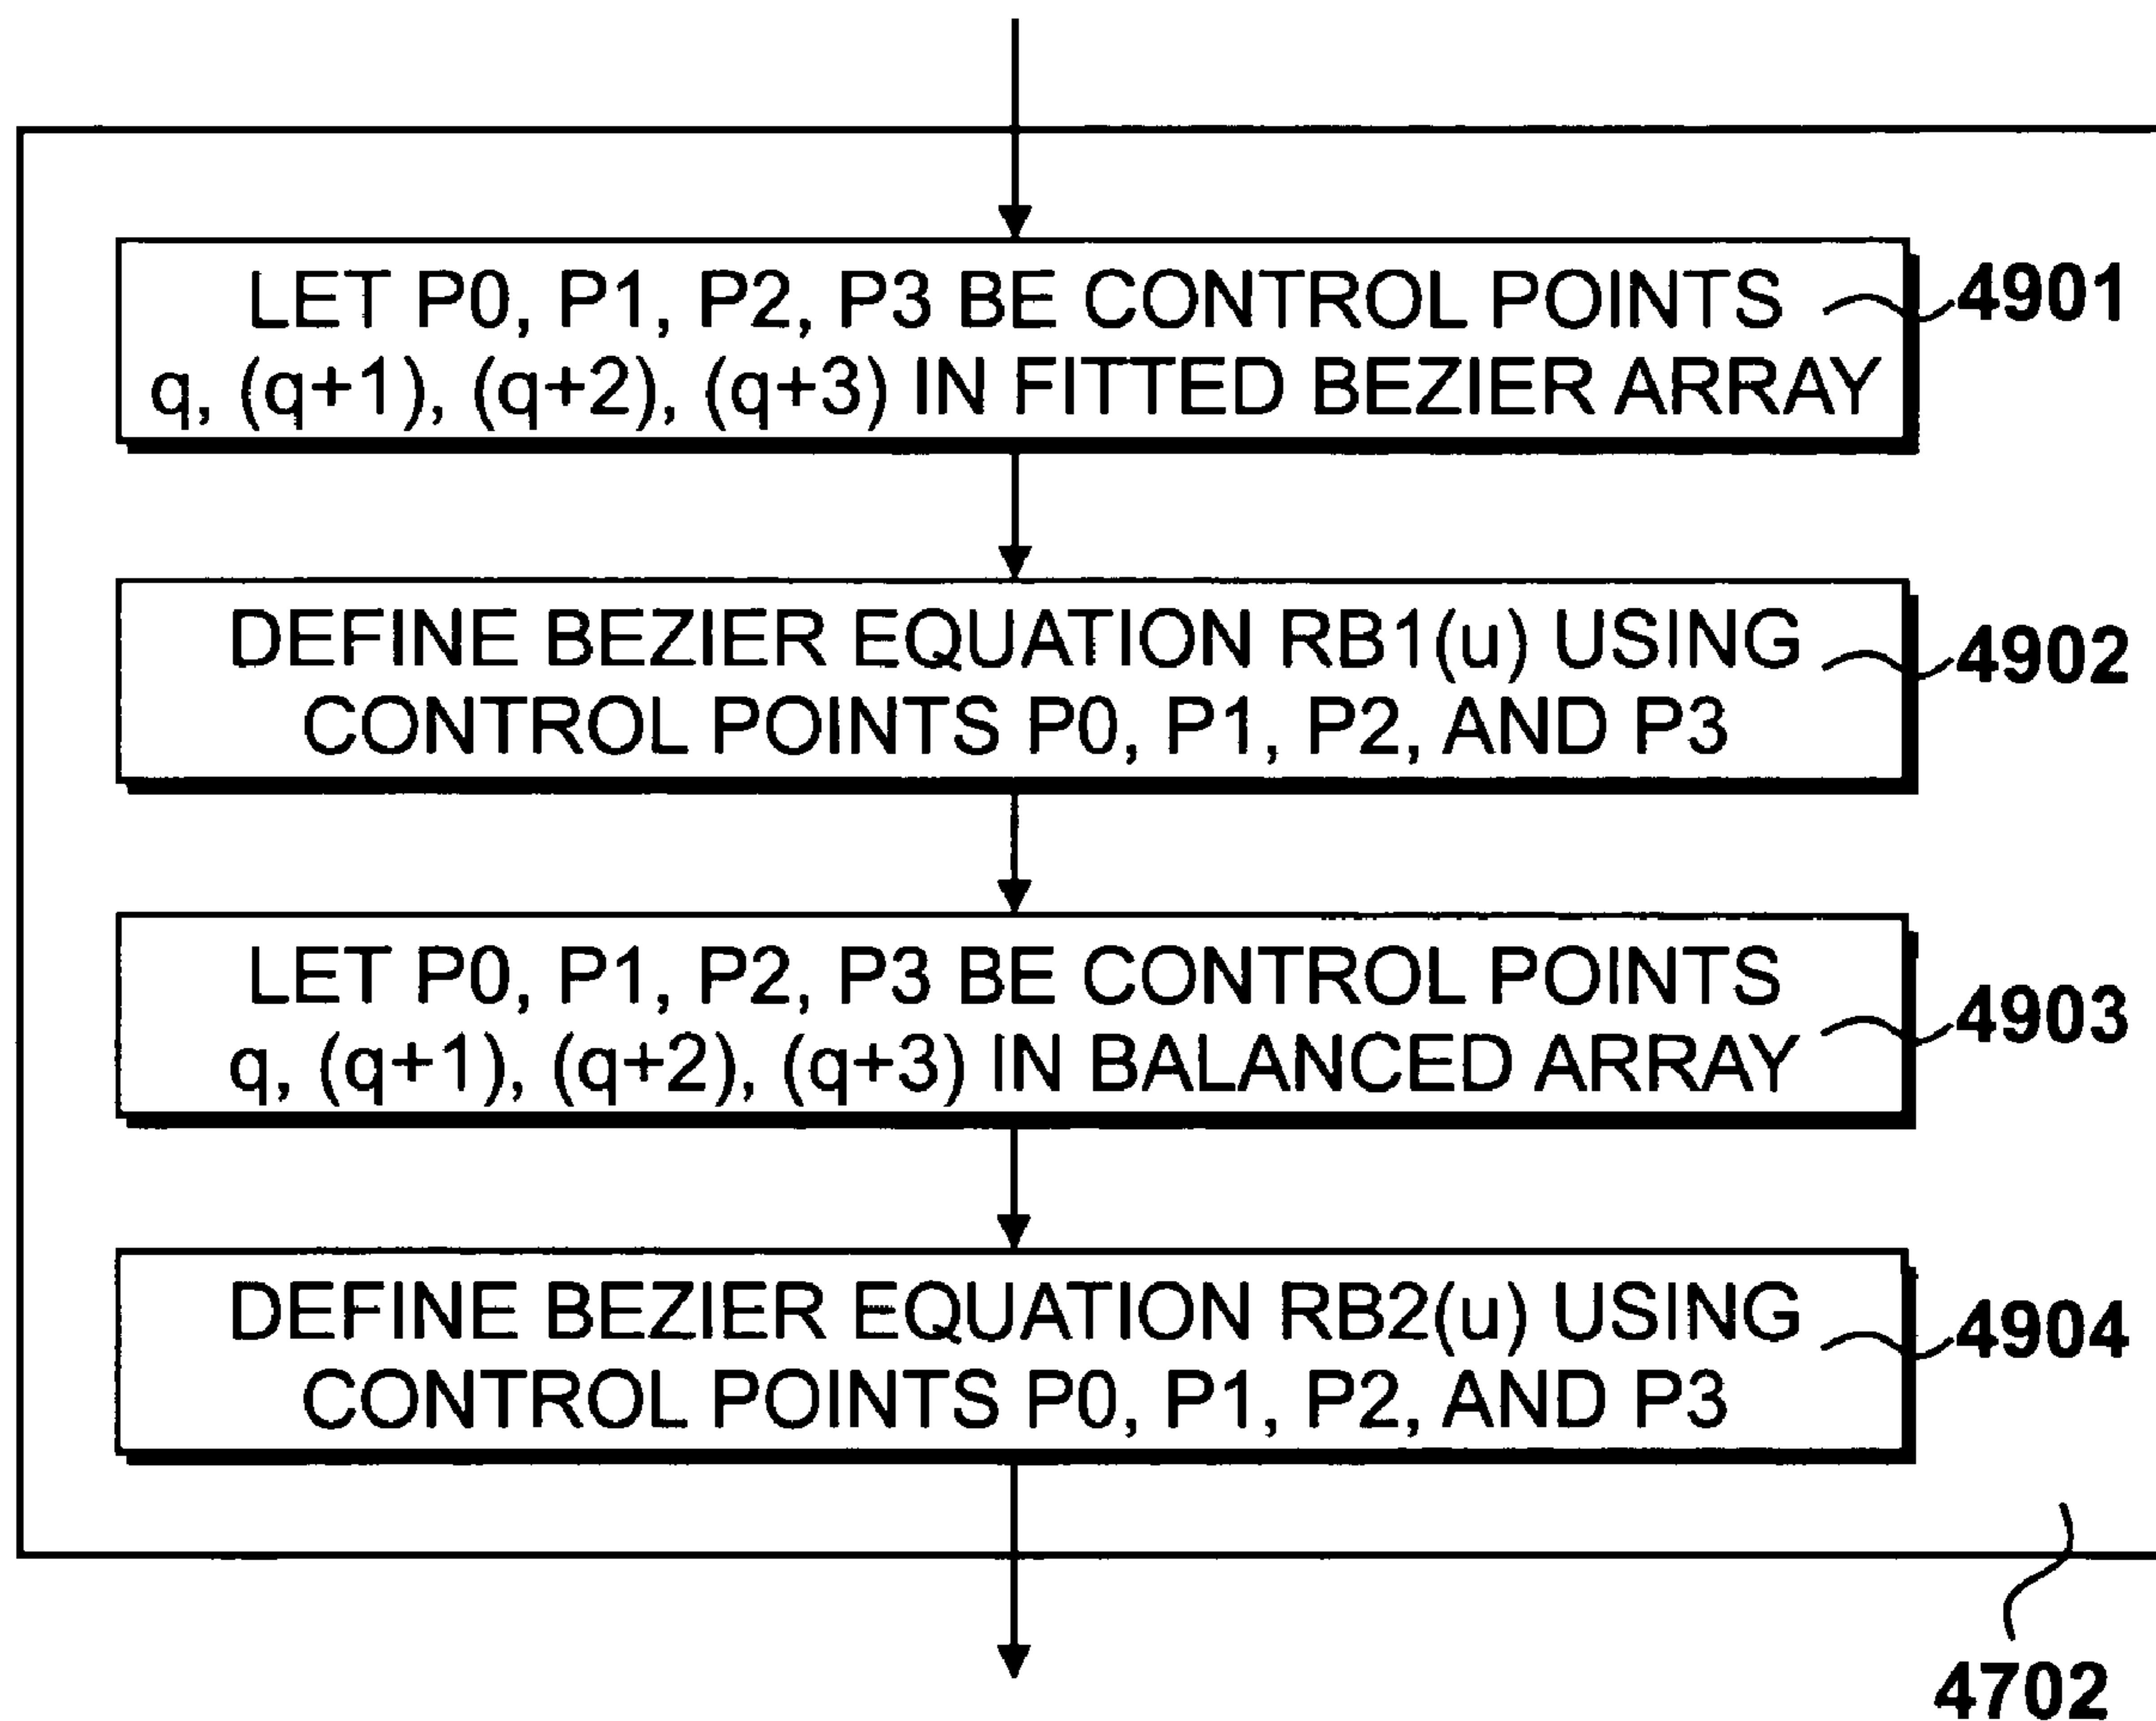 LET P0, P1, P2, P3 BE CONTROL POINTS
q, (q+1), (q+2), (q+3) IN FITTED BEZIER ARRAY
4901
DEFINE BEZIER EQUATION RB1(u) USING
CONTROL POINTS P0, P1, P2, AND P3
4902
LET P0, P1, P2, P3 BE CONTROL POINTS
q, (q+1), (q+2), (q+3) IN BALANCED ARRAY
4903
DEFINE BEZIER EQUATION RB2(u) USING
CONTROL POINTS P0, P1, P2, AND P3
4904
4702